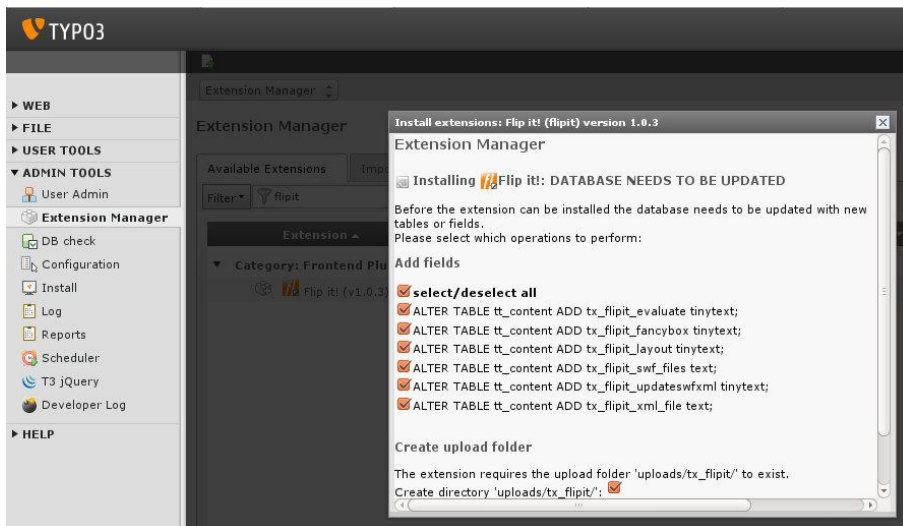 TYPO3
Extension Manager
WEB
FILE
USER TOOLS
ADMIN TOOLS
User Admin
Extension Manager
DB check
Configuration
Install
Log
Reports
Scheduler
T3 jQuery
Developer Log
HELP
Extension Manager
Available Extensions
Filter
flipit
Extension
Category: Frontend Plu
Flip it! (v1.0.3)
Install extensions: Flip it! (flipit) version 1.0.3
Extension Manager
Installing Flip it!: DATABASE NEEDS TO BE UPDATED
Before the extension can be installed the database needs to be updated with new
tables or fields.
Please select which operations to perform:
Add fields
select/deselect all
ALTER TABLE tt_content ADD tx_flipit_evaluate tinytext;
ALTER TABLE tt_content ADD tx_flipit_fancybox tinytext;
ALTER TABLE tt_content ADD tx_flipit_layout tinytext;
ALTER TABLE tt_content ADD tx_flipit_swf_files text;
ALTER TABLE tt_content ADD tx_flipit_updateswfxml tinytext;
ALTER TABLE tt_content ADD tx_flipit_xml_file text;
Create upload folder
The extension requires the upload folder 'uploads/tx_flipit/' to exist.
Create directory 'uploads/tx_flipit/':